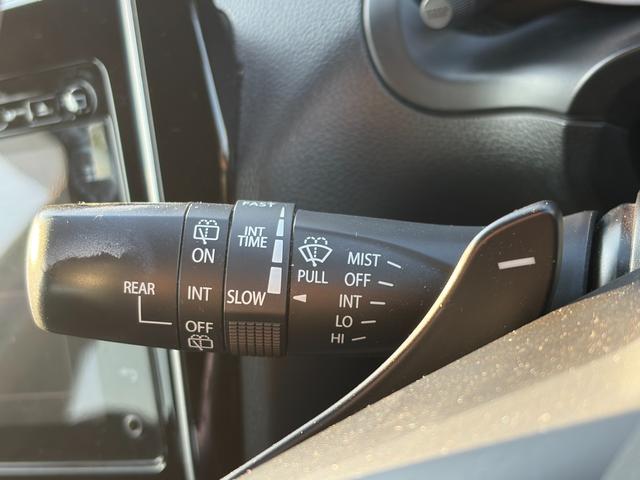 REAR
ON
INT
OFF
FAST
INT
TIME
SLOW
PULL
MIST
OFF
INT
LO
HI